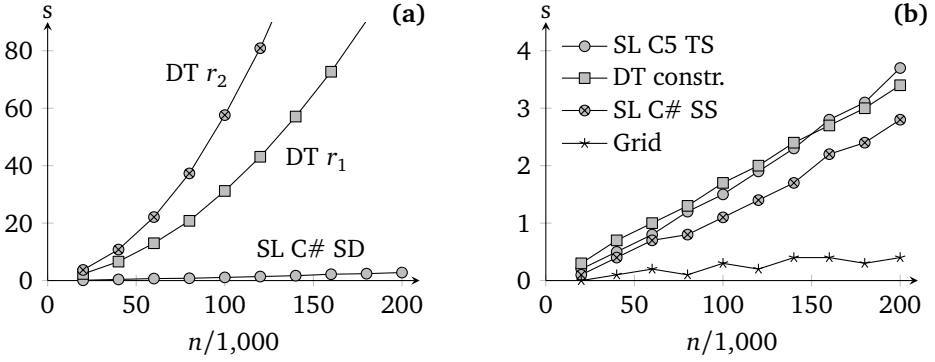 s (a)
80
60
40
20
0
DT r₂
DT r₁
SL C# SD
0 50 100 150 200
n/1,000
s (b)
4
3
2
1
0
SL C5 TS
DT constr.
SL C# SS
Grid
0 50 100 150 200
n/1,000